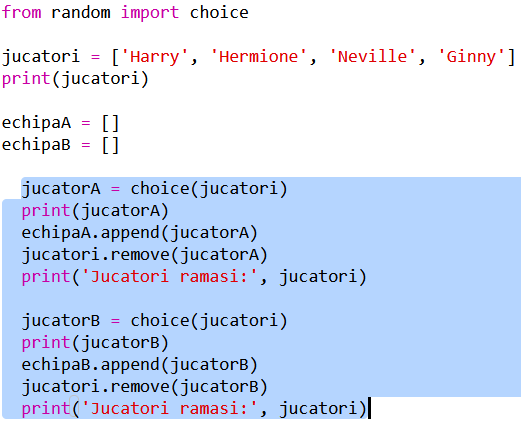 from random import choice
jucatori = ['Harry', 'Hermione', 'Neville', 'Ginny']
print(jucatori)
echipaA = []
echipaB = []
jucatorA = choice(jucatori)
print(jucatorA)
echipaA.append(jucatorA)
jucatori.remove(jucatorA)
print('Jucatori ramasi:', jucatori)
jucatorB = choice(jucatori)
print(jucatorB)
echipaB.append(jucatorB)
jucatori.remove(jucatorB)
print('Jucatori ramasi:', jucatori)